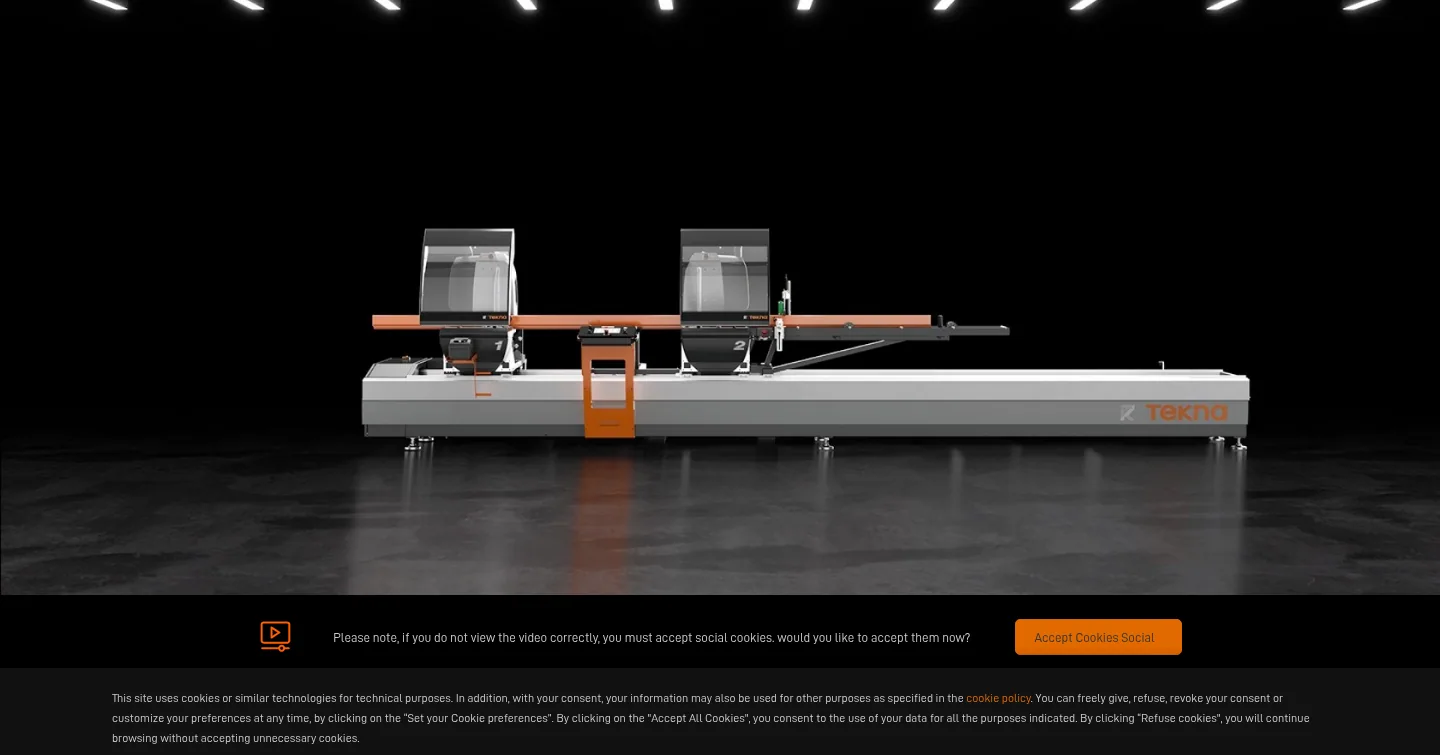 TEKNA
TEKNA
1
2
TEKNA
Please note, if you do not view the video correctly, you must accept social cookies. would you like to accept them now?
Accept Cookies Social
This site uses cookies or similar technologies for technical purposes. In addition, with your consent, your information may also be used for other purposes as specified in the cookie policy. You can freely give, refuse, revoke your consent or
customize your preferences at any time, by clicking on the "Set your Cookie preferences". By clicking on the "Accept All Cookies", you consent to the use of your data for all the purposes indicated. By clicking "Refuse cookies", you will continue
browsing without accepting unnecessary cookies.